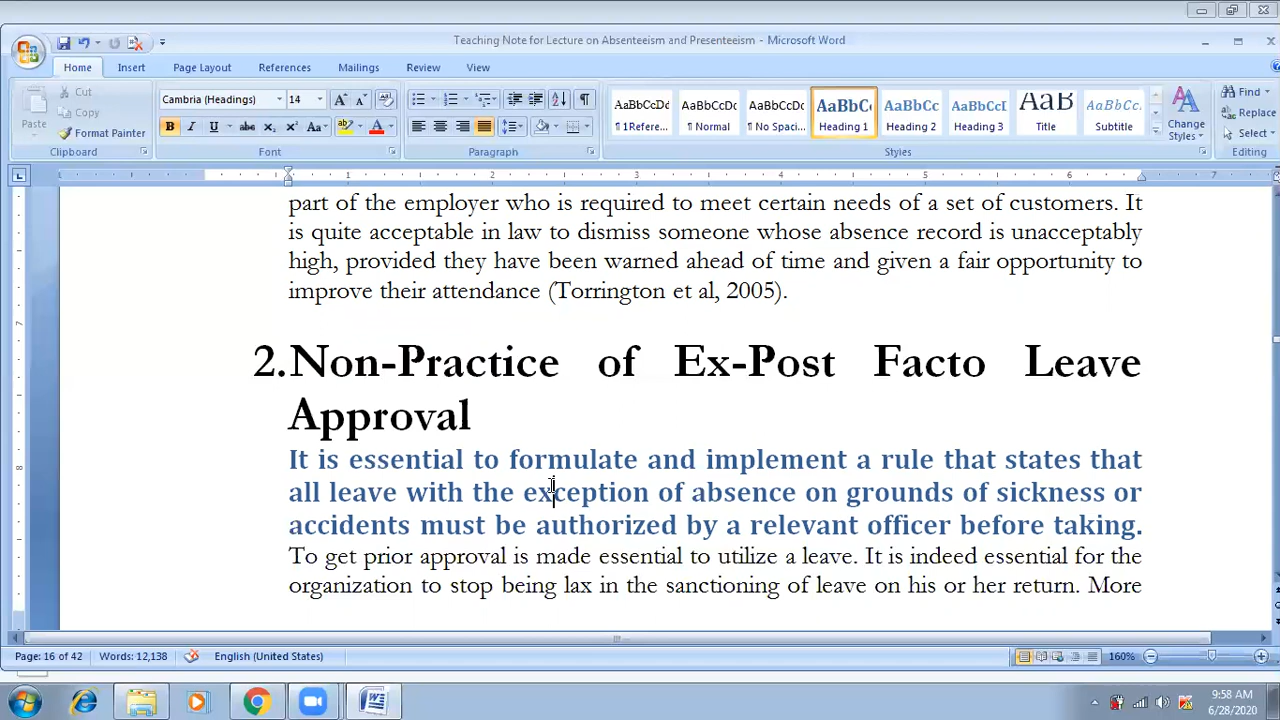 Teaching Note for Lecture on Absenteeism and Presenteeism - Microsoft Word
Home Insert Page Layout References Mailings Review View
Cut
Copy
Format Painter
Paste
Clipboard
Cambria (Headings) 14
Font
Paragraph
AaBbCcDd AaBbCcDc AaBbCcDc AaBbC AaBbCc AaBbCcI AaB AaBbCc.
¶ 1Refere... ¶ Normal ¶ No Spaci... Heading 1 Heading 2 Heading 3 Title Subtitle
Styles
Change
Styles
Find
Replace
Select
Editing
1 2 3 4 5 6 7
part of the employer who is required to meet certain needs of a set of customers. It
is quite acceptable in law to dismiss someone whose absence record is unacceptably
high, provided they have been warned ahead of time and given a fair opportunity to
improve their attendance (Torrington et al, 2005).
2. Non-Practice of Ex-Post Facto Leave
Approval
It is essential to formulate and implement a rule that states that
all leave with the exception of absence on grounds of sickness or
accidents must be authorized by a relevant officer before taking.
To get prior approval is made essential to utilize a leave. It is indeed essential for the
organization to stop being lax in the sanctioning of leave on his or her return. More
Page: 16 of 42 Words: 12,138 English (United States) 160%
9:58 AM
6/28/2020